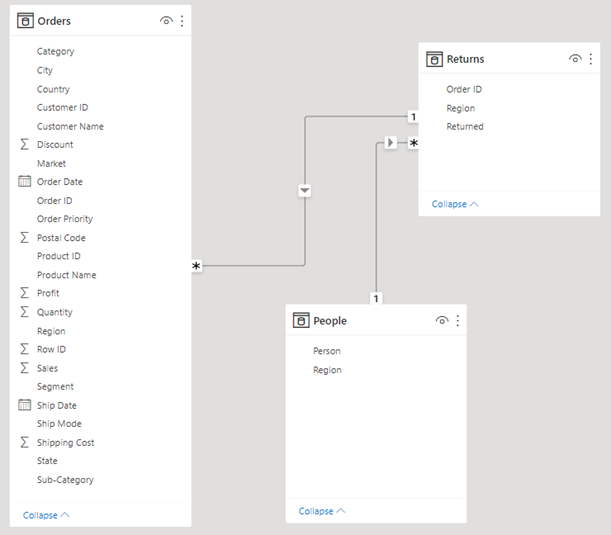 Orders
Category
City
Country
Customer ID
Customer Name
Discount
Market
Order Date
Order ID
Order Priority
Postal Code
Product ID
Product Name
Profit
Quantity
Region
Row ID
Sales
Segment
Ship Date
Ship Mode
Shipping Cost
State
Sub-Category
Collapse
Returns
Order ID
Region
Returned
Collapse
1
*
*
1
People
Person
Region
Collapse